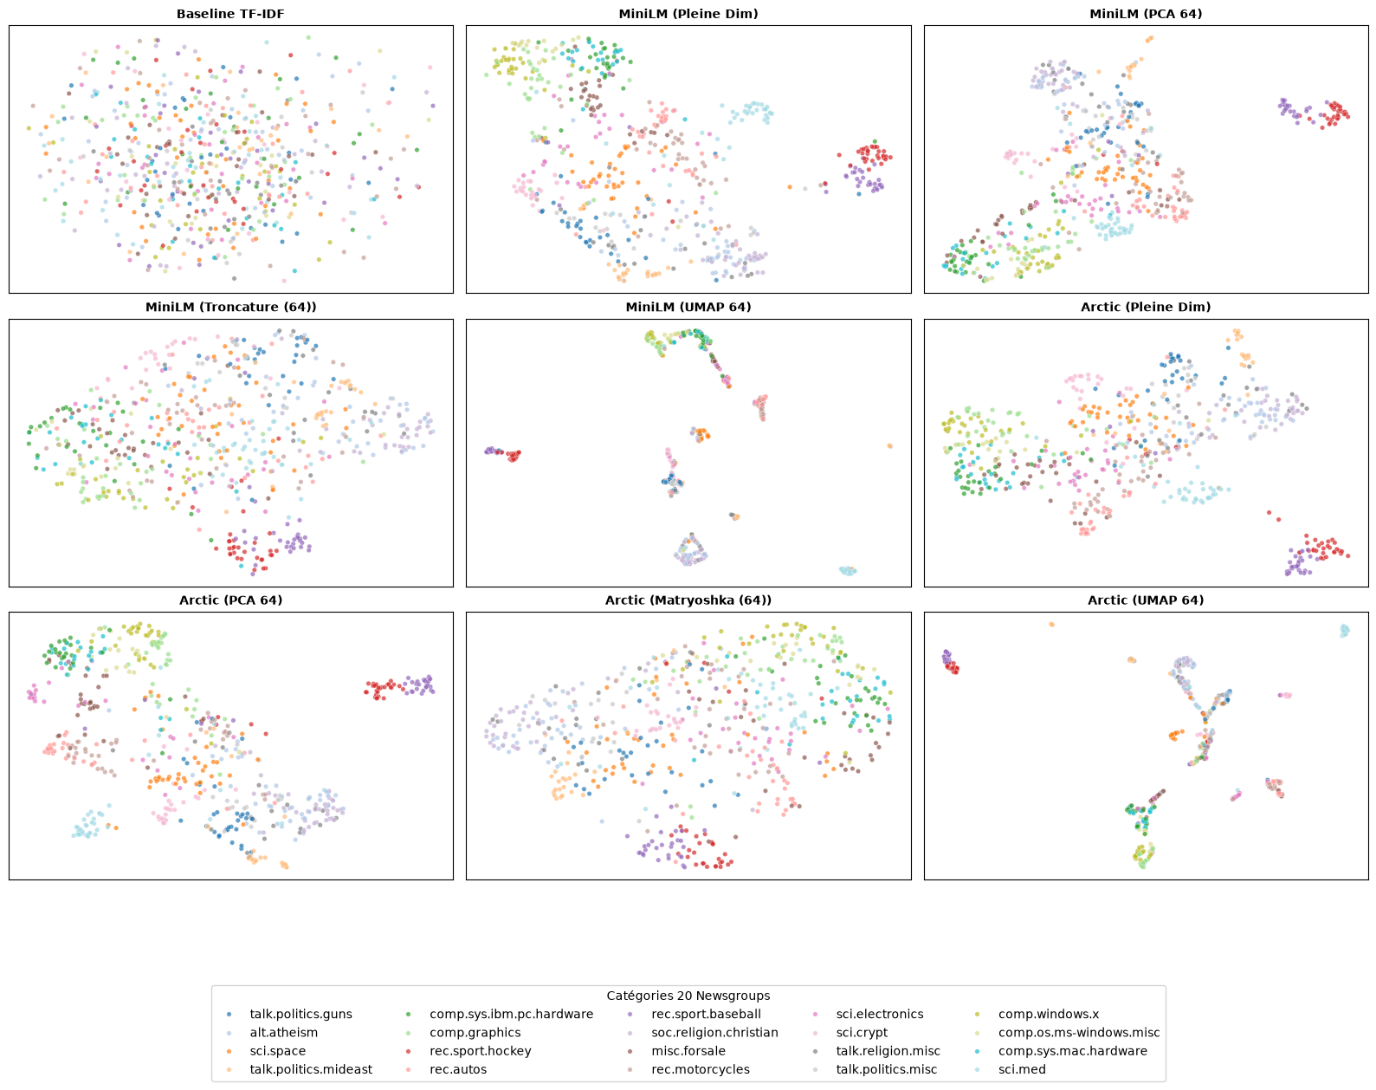 Baseline TF-IDF
MiniLM (Pleine Dim)
MiniLM (PCA 64)
MiniLM (Troncature (64))
MiniLM (UMAP 64)
Arctic (Pleine Dim)
Arctic (PCA 64)
Arctic (Matryoshka (64))
Arctic (UMAP 64)
Catégories 20 Newsgroups
talk.politics.guns
alt.atheism
sci.space
talk.politics.mideast
comp.sys.ibm.pc.hardware
comp.graphics
rec.sport.hockey
rec.autos
rec.sport.baseball
soc.religion.christian
misc.forsale
rec.motorcycles
sci.electronics
sci.crypt
talk.religion.misc
talk.politics.misc
comp.windows.x
comp.os.ms-windows.misc
comp.sys.mac.hardware
sci.med